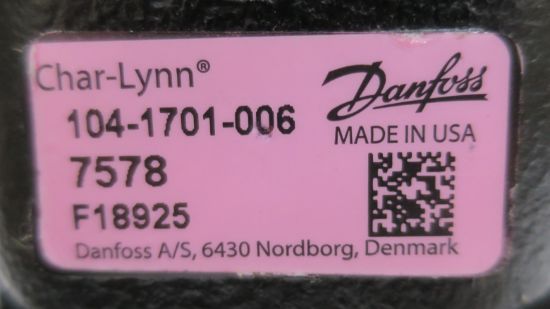 Char-Lynn®
Danfoss
104-1701-006
MADE IN USA
7578
F18925
Danfoss A/S, 6430 Nordborg, Denmark